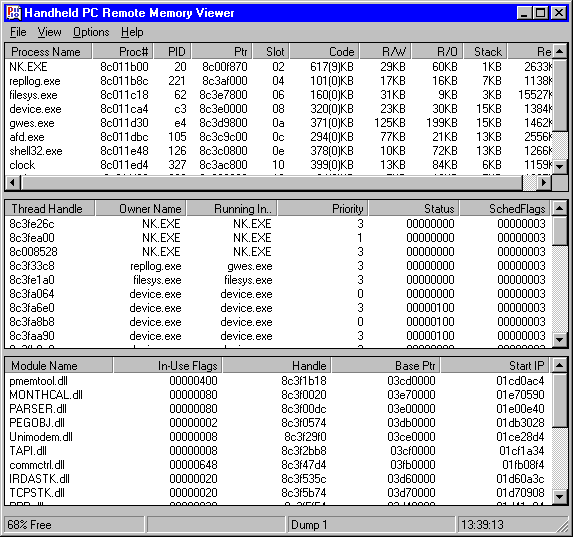 Handheld PC Remote Memory Viewer
File View Options Help
Process Name Proc# PID Ptr Slot Code R/W R/O Stack Re
NK.EXE 8c011b00 20 8c00f870 02 617(9)KB 29KB 60KB 1KB 2633K
repllog.exe 8c011b8c 221 8c3af000 04 101(0)KB 17KB 16KB 7KB 1138K
filesys.exe 8c011c18 62 8c3e7800 06 160(0)KB 31KB 9KB 3KB 15527K
device.exe 8c011ca4 c3 8c3e0000 08 320(0)KB 23KB 30KB 15KB 1384K
gwes.exe 8c011d30 e4 8c3d9800 0a 371(0)KB 125KB 199KB 15KB 1462K
afd.exe 8c011dbc 105 8c3c9c00 0c 294(0)KB 77KB 21KB 13KB 2556K
shell32.exe 8c011e48 126 8c3c0800 0e 378(0)KB 10KB 72KB 13KB 1266K
clock 8c011ed4 327 8c3ac800 10 399(0)KB 13KB 84KB 6KB 1159K
Thread Handle Owner Name Running In.. Priority Status SchedFlags
8c3fe26c NK.EXE NK.EXE 3 00000000 00000003
8c3fea00 NK.EXE NK.EXE 1 00000000 00000003
8c008528 NK.EXE NK.EXE 3 00000000 00000003
8c3f33c8 repllog.exe gwes.exe 3 00000000 00000003
8c3fe1a0 filesys.exe filesys.exe 3 00000000 00000003
8c3fa064 device.exe device.exe 0 00000000 00000003
8c3fa6e0 device.exe device.exe 3 00000100 00000003
8c3fa8b8 device.exe device.exe 0 00000100 00000003
8c3faa90 device.exe device.exe 3 00000100 00000003
Module Name In-Use Flags Handle Base Ptr Start IP
pmemtool.dll 00000400 8c3f1b18 03cd0000 01cd0ac4
MONTHCAL.dll 00000080 8c3f0020 03e70000 01e70590
PARSER.dll 00000080 8c3f00dc 03e00000 01e00e40
PEGOBJ.dll 00000002 8c3f0574 03db0000 01db3028
Unimodem.dll 00000008 8c3f29f0 03ce0000 01ce28d4
TAPI.dll 00000008 8c3f2bb8 03cf0000 01cf1a34
commctrl.dll 00000648 8c3f47d4 03fb0000 01fb08f4
IRDASTK.dll 00000020 8c3f535c 03d60000 01d60a3c
TCPSTK.dll 00000020 8c3f5b74 03d70000 01d70908
68% Free Dump 1 13:39:13